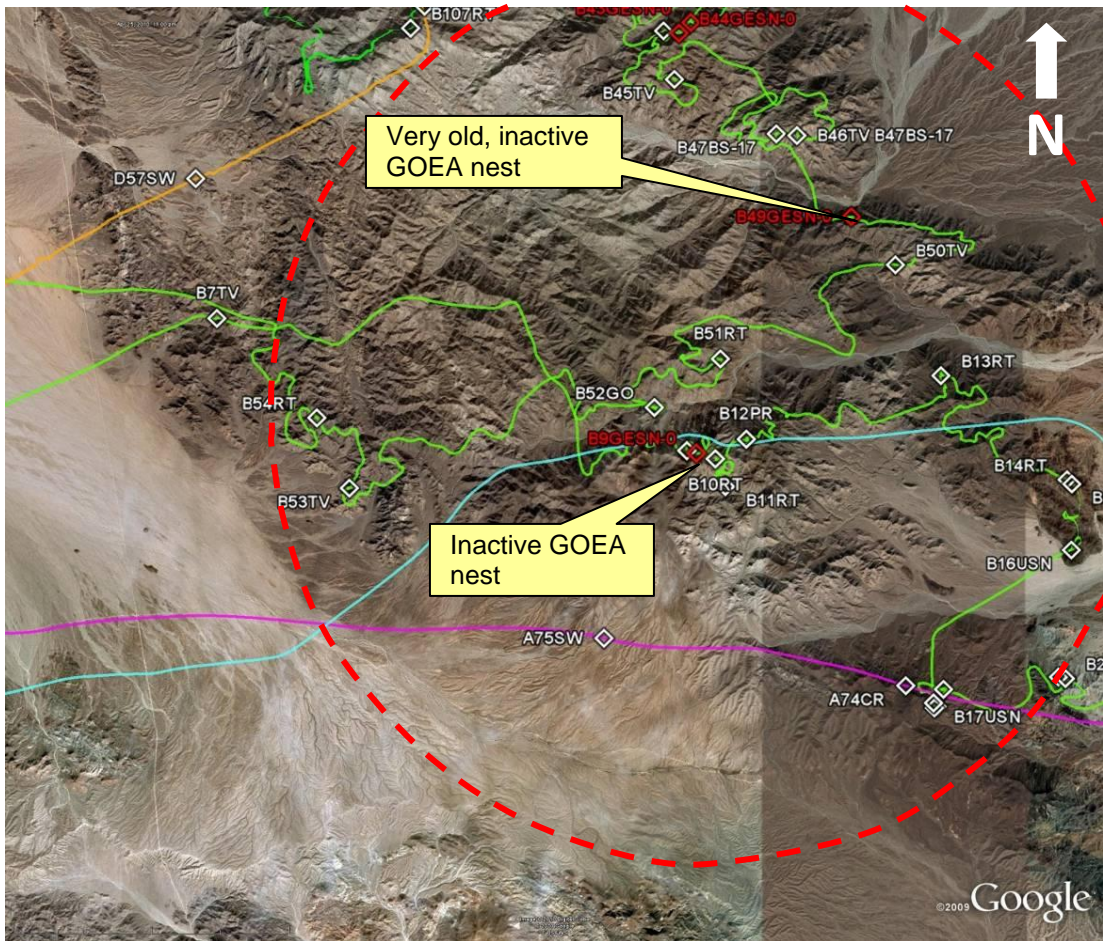 B107RT
B43GESN-0
B44GESN-0
B45TV
Very old, inactive
GOEA nest
B47BS-17
B46TV B47BS-17
N
D57SW
B49GESN-0
B50TV
B7TV
B51RT
B13RT
B52GO
B54RT
B12PR
B9GESN-0
B14RT
B10RT
B11RT
B53TV
Inactive GOEA
nest
B16USN
A75SW
A74CR
B17USN
©2009 Google